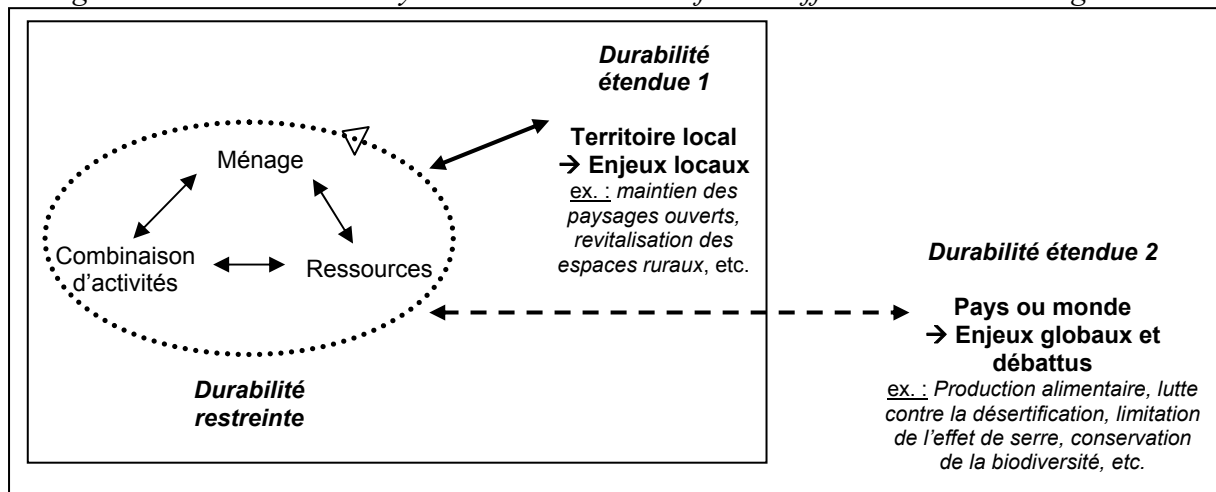 Durabilité
étendue 1
Ménage
Combinaison
d’activités
Ressources
Durabilité
restreinte
Territoire local
→ Enjeux locaux
ex. : maintien des
paysages ouverts,
revitalisation des
espaces ruraux, etc.
Durabilité étendue 2
Pays ou monde
→ Enjeux globaux et
débattus
ex. : Production alimentaire, lutte
contre la désertification, limitation
de l’effet de serre, conservation
de la biodiversité, etc.